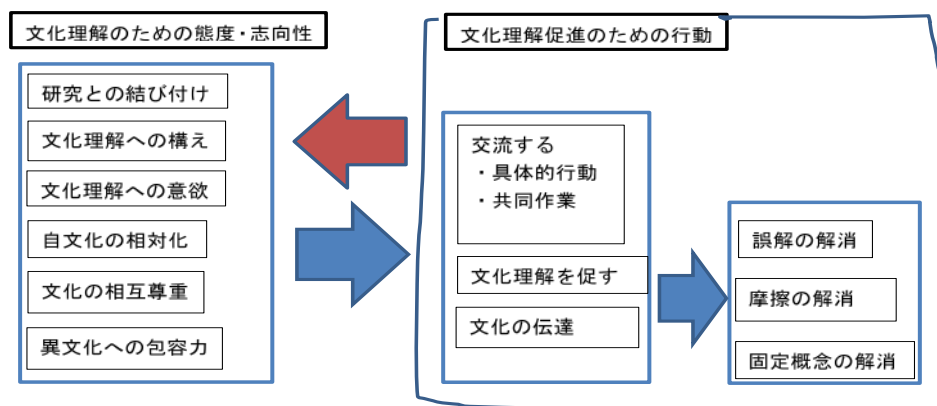 文化理解のための態度・志向性
研究との結び付け
文化理解への構え
文化理解への意欲
自文化の相対化
文化の相互尊重
異文化への包容力
文化理解促進のための行動
交流する
・具体的行動
・共同作業
文化理解を促す
文化の伝達
誤解の解消
摩擦の解消
固定概念の解消